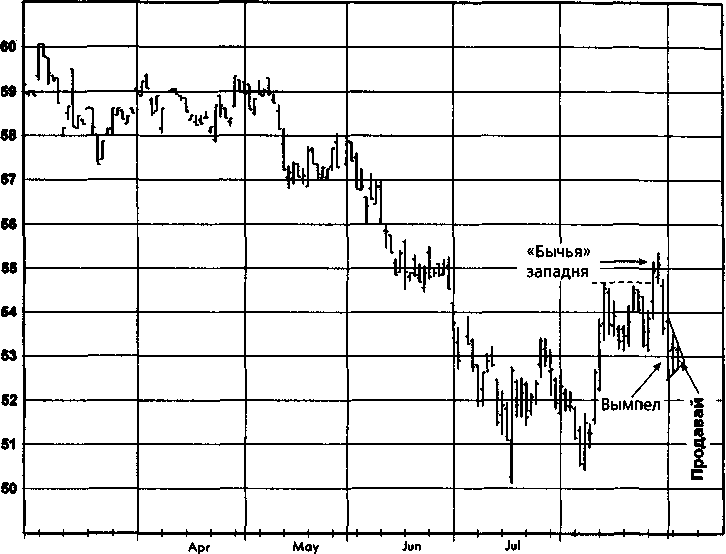 60
59
58
57
56
55
54
53
52
51
50
«Бычья»
западня
Вымпел
Продавай
Apr
May
Jun
Jul